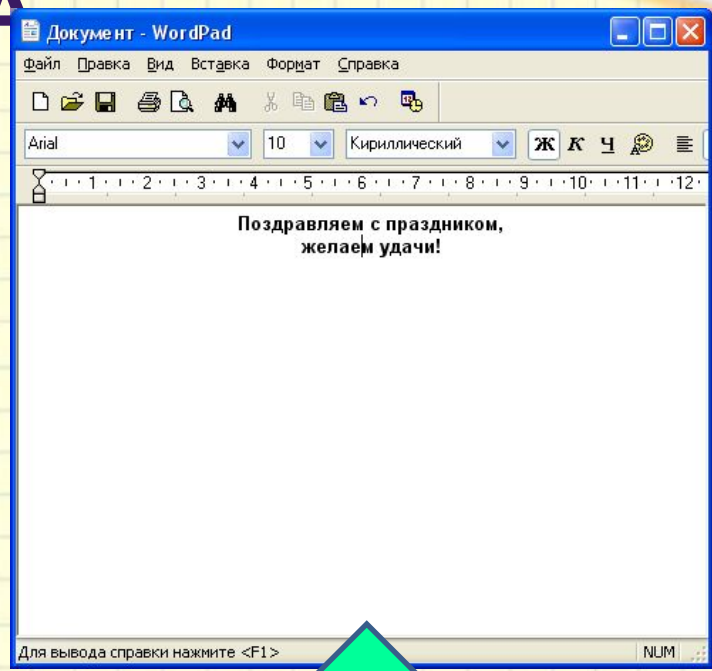 Документ - WordPad
Файл Правка Вид Вставка Формат Справка
Arial 10 Кириллический Ж К Ч
1 2 3 4 5 6 7 8 9 10 11 12
Поздравляем с праздником,
желаем удачи!
Для вывода справки нажмите <F1> NUM